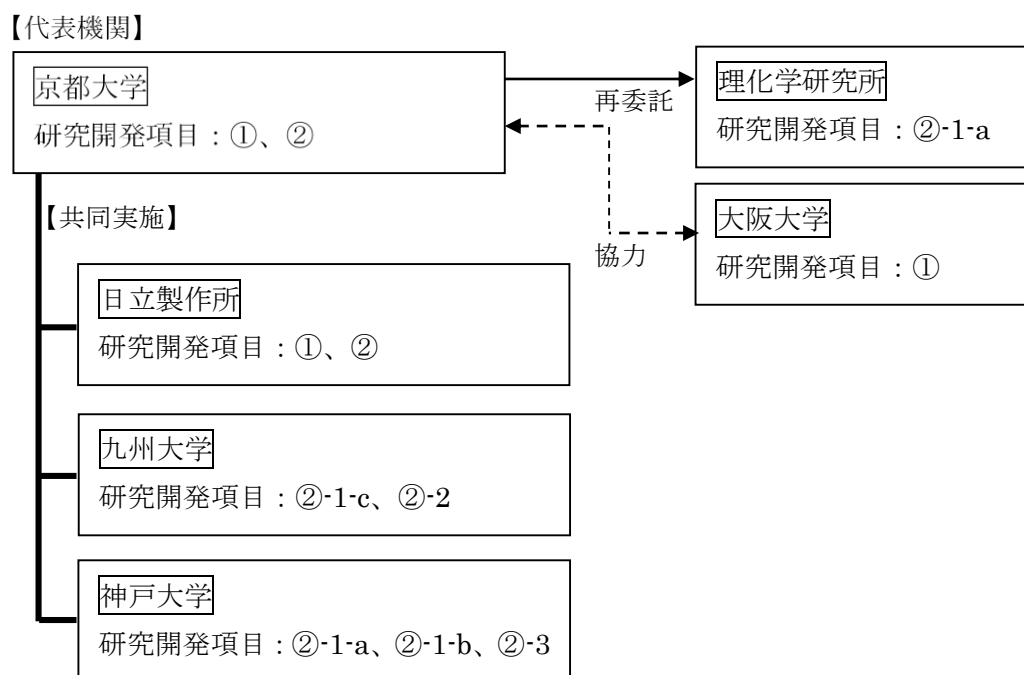 【代表機関】
京都大学
研究開発項目：①、②
再委託
理化学研究所
研究開発項目：②-1-a
協力
大阪大学
研究開発項目：①
【共同実施】
日立製作所
研究開発項目：①、②
九州大学
研究開発項目：②-1-c、②-2
神戸大学
研究開発項目：②-1-a、②-1-b、②-3